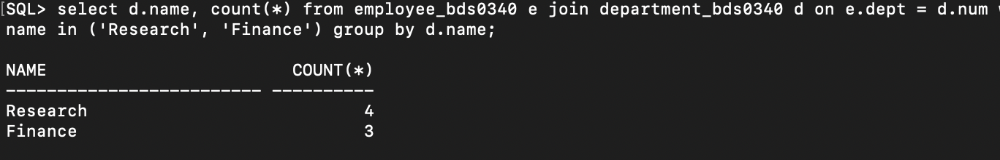 [SQL> select d.name, count(*) from employee_bds0340 e join department_bds0340 d on e.dept = d.num
name in ('Research', 'Finance') group by d.name;
NAME COUNT(*)
------------------------- ----------
Research 4
Finance 3